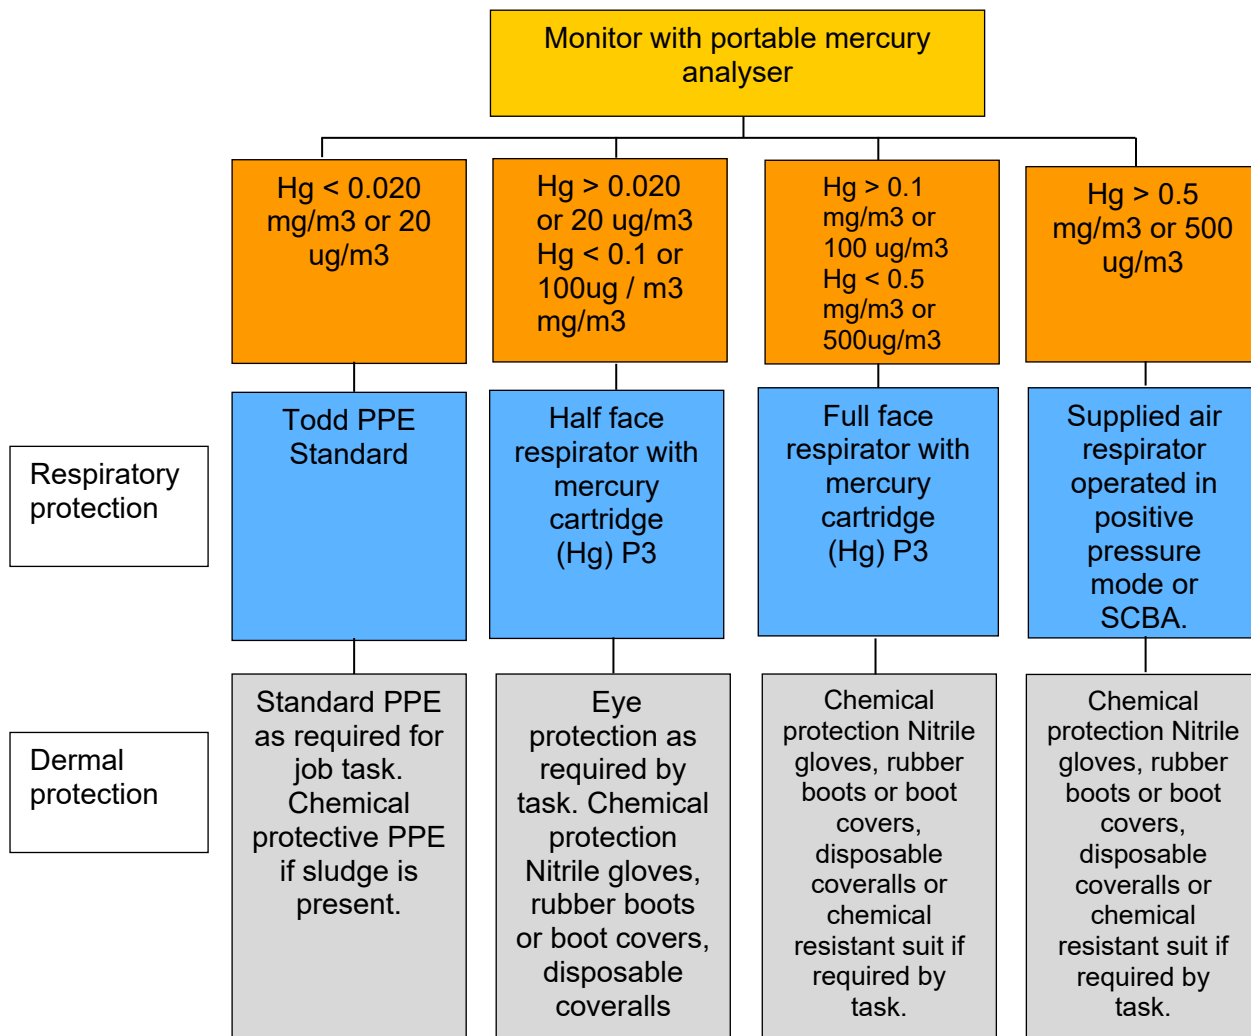 Monitor with portable mercury
analyser
Hg < 0.020
mg/m3 or 20
ug/m3
Hg > 0.020
or 20 ug/m3
Hg < 0.1 or
100ug / m3
mg/m3
Hg > 0.1
mg/m3 or
100 ug/m3
Hg < 0.5
mg/m3 or
500ug/m3
Hg > 0.5
mg/m3 or 500
ug/m3
Respiratory
protection
Todd PPE
Standard
Half face
respirator with
mercury
cartridge
(Hg) P3
Full face
respirator with
mercury
cartridge
(Hg) P3
Supplied air
respirator
operated in
positive
pressure
mode or
SCBA.
Dermal
protection
Standard PPE
as required for
job task.
Chemical
protective PPE
if sludge is
present.
Eye
protection as
required by
task. Chemical
protection
Nitrile gloves,
rubber boots
or boot covers,
disposable
coveralls
Chemical
protection Nitrile
gloves, rubber
boots or boot
covers,
disposable
coveralls or
chemical
resistant suit if
required by
task.
Chemical
protection Nitrile
gloves, rubber
boots or boot
covers,
disposable
coveralls or
chemical
resistant suit if
required by
task.